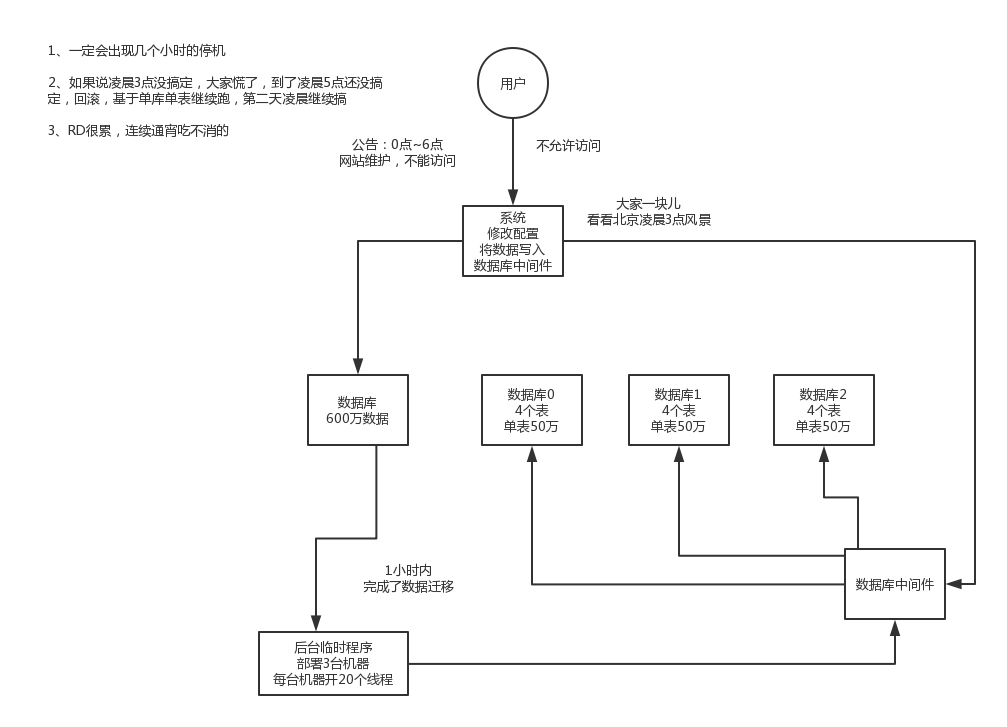 1、一定会出现几个小时的停机
2、如果说凌晨3点没搞定，大家慌了，到了凌晨5点还没搞
定，回滚，基于单库单表继续跑，第二天凌晨继续搞
3、RD很累，连续通宵吃不消的
用户
公告：0点~6点
网站维护，不能访问
不允许访问
大家一块儿
看看北京凌晨3点风景
系统
修改配置
将数据写入
数据库中间件
数据库
600万数据
数据库0
4个表
单表50万
数据库1
4个表
单表50万
数据库2
4个表
单表50万
1小时内
完成了数据迁移
数据库中间件
后台临时程序
部署3台机器
每台机器开20个线程